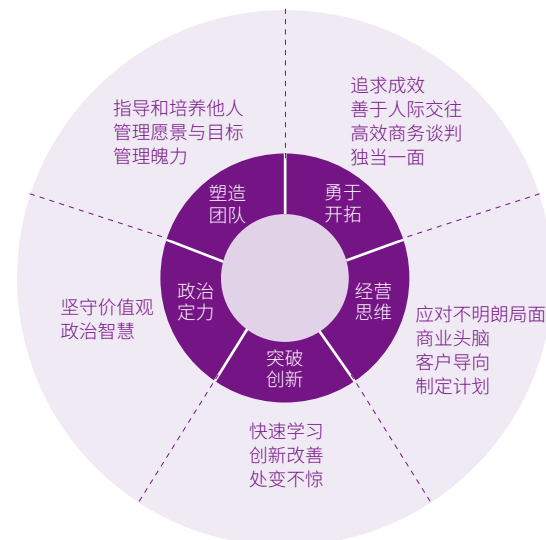 追求成效
善于人际交往
高效商务谈判
独当一面
指导和培养他人
管理愿景与目标
管理魄力
塑造
团队
勇于
开拓
政治
定力
经营
思维
突破
创新
坚守价值观
政治智慧
应对不明朗局面
商业头脑
客户导向
制定计划
快速学习
创新改善
处变不惊